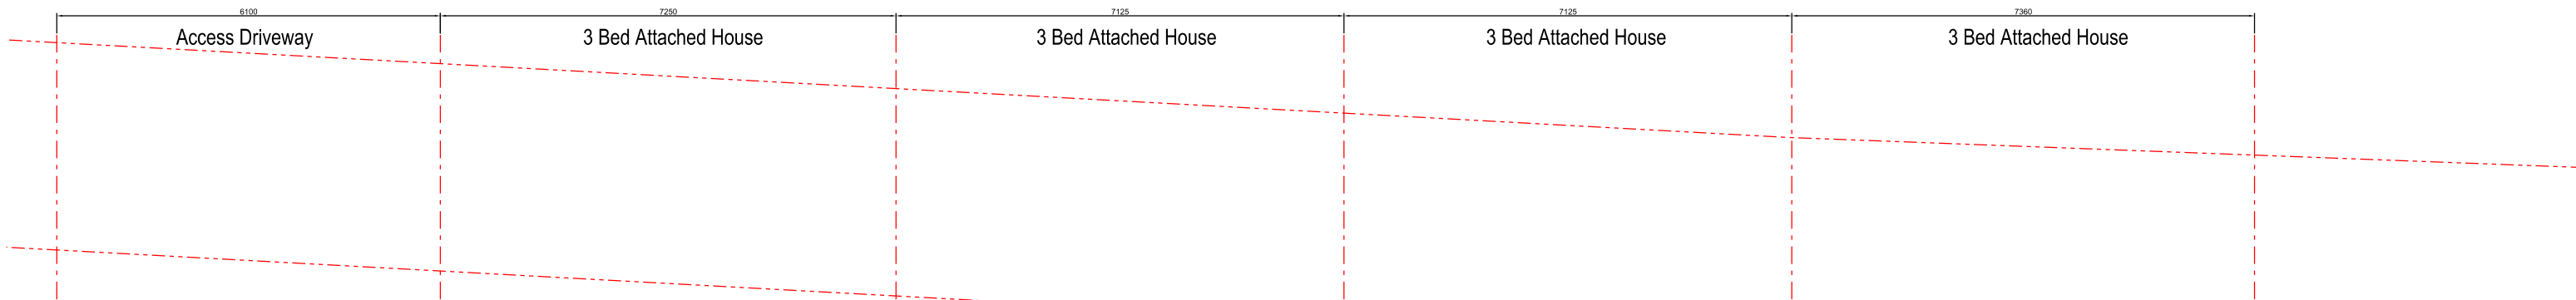 6100 7250 7125 7125 7360
Access Driveway 3 Bed Attached House 3 Bed Attached House 3 Bed Attached House 3 Bed Attached House